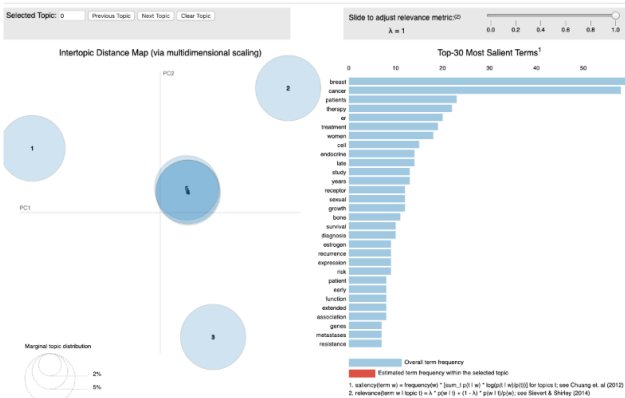 Selected Topic: 0 Previous Topic Next Topic Clear Topic
Slide to adjust relevance metric:(2)
λ = 1
0.0 0.2 0.4 0.6 0.8 1.0
Intertopic Distance Map (via multidimensional scaling)
PC2
PC1
1
2
3
Marginal topic distribution
2%
5%
Top-30 Most Salient Terms1
0 10 20 30 40 50
breast
cancer
patients
therapy
er
treatment
women
cell
endocrine
late
study
years
receptor
sexual
growth
bone
survival
diagnosis
estrogen
recurrence
expression
risk
patient
early
function
extended
association
genes
metastases
resistance
Overall term frequency
Estimated term frequency within the selected topic
1. saliency(term w) = frequency(w) * [sum_t p(t | w) * log(p(t | w)/p(t))] for topics t; see Chuang et. al (2012)
2. relevance(term w | topic t) = λ * p(w | t) + (1 - λ) * p(w | t)/p(w); see Sievert & Shirley (2014)